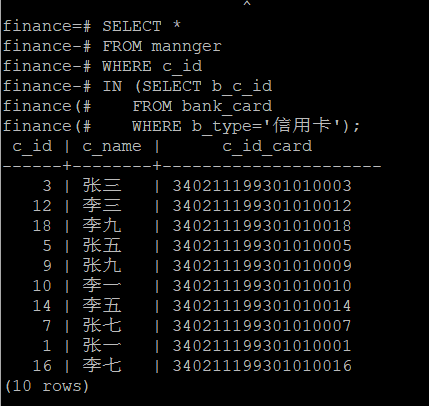 ^
finance=# SELECT *
finance-# FROM mannger
finance-# WHERE c_id
finance-# IN (SELECT b_c_id
finance(#    FROM bank_card
finance(#    WHERE b_type='信用卡');
 c_id | c_name |      c_id_card
------+--------+----------------------
    3 | 张三   | 340211199301010003
   12 | 李三   | 340211199301010012
   18 | 李九   | 340211199301010018
    5 | 张五   | 340211199301010005
    9 | 张九   | 340211199301010009
   10 | 李一   | 340211199301010010
   14 | 李五   | 340211199301010014
    7 | 张七   | 340211199301010007
    1 | 张一   | 340211199301010001
   16 | 李七   | 340211199301010016
(10 rows)